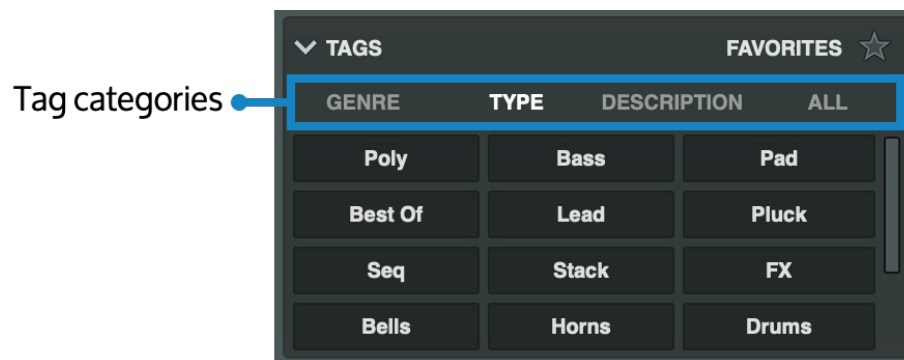 TAGS FAVORITES
Tag categories GENRE TYPE DESCRIPTION ALL
Poly Bass Pad
Best Of Lead Pluck
Seq Stack FX
Bells Horns Drums